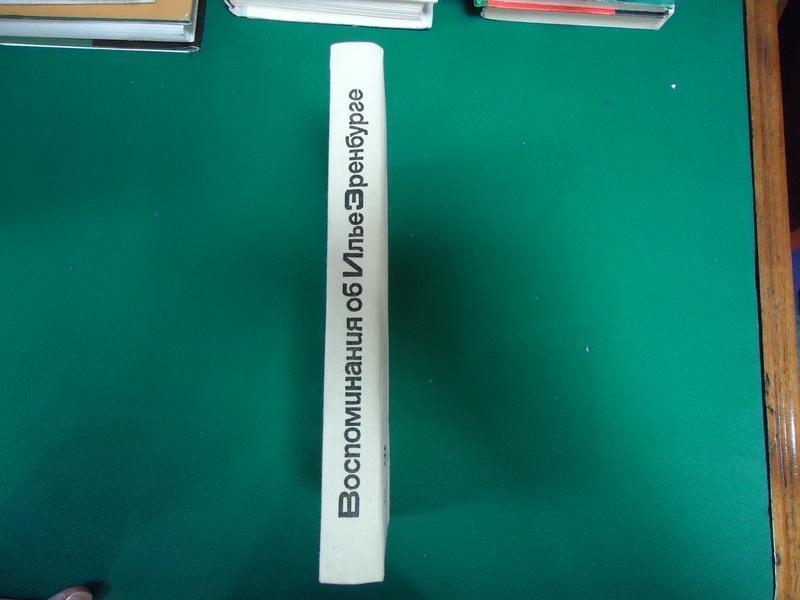 Воспоминания об Илье Эренбурге